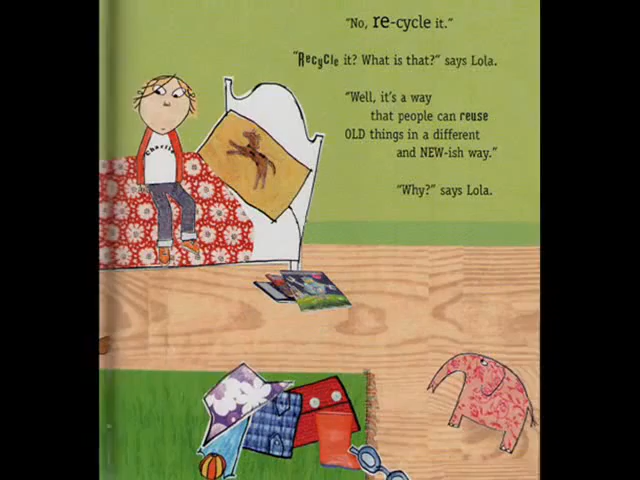 "No, re-cycle it."
"Recycle it? What is that?" says Lola.
"Well, it's a way
that people can reuse
OLD things in a different
and NEW-ish way."
"Why?" says Lola.
Charlie